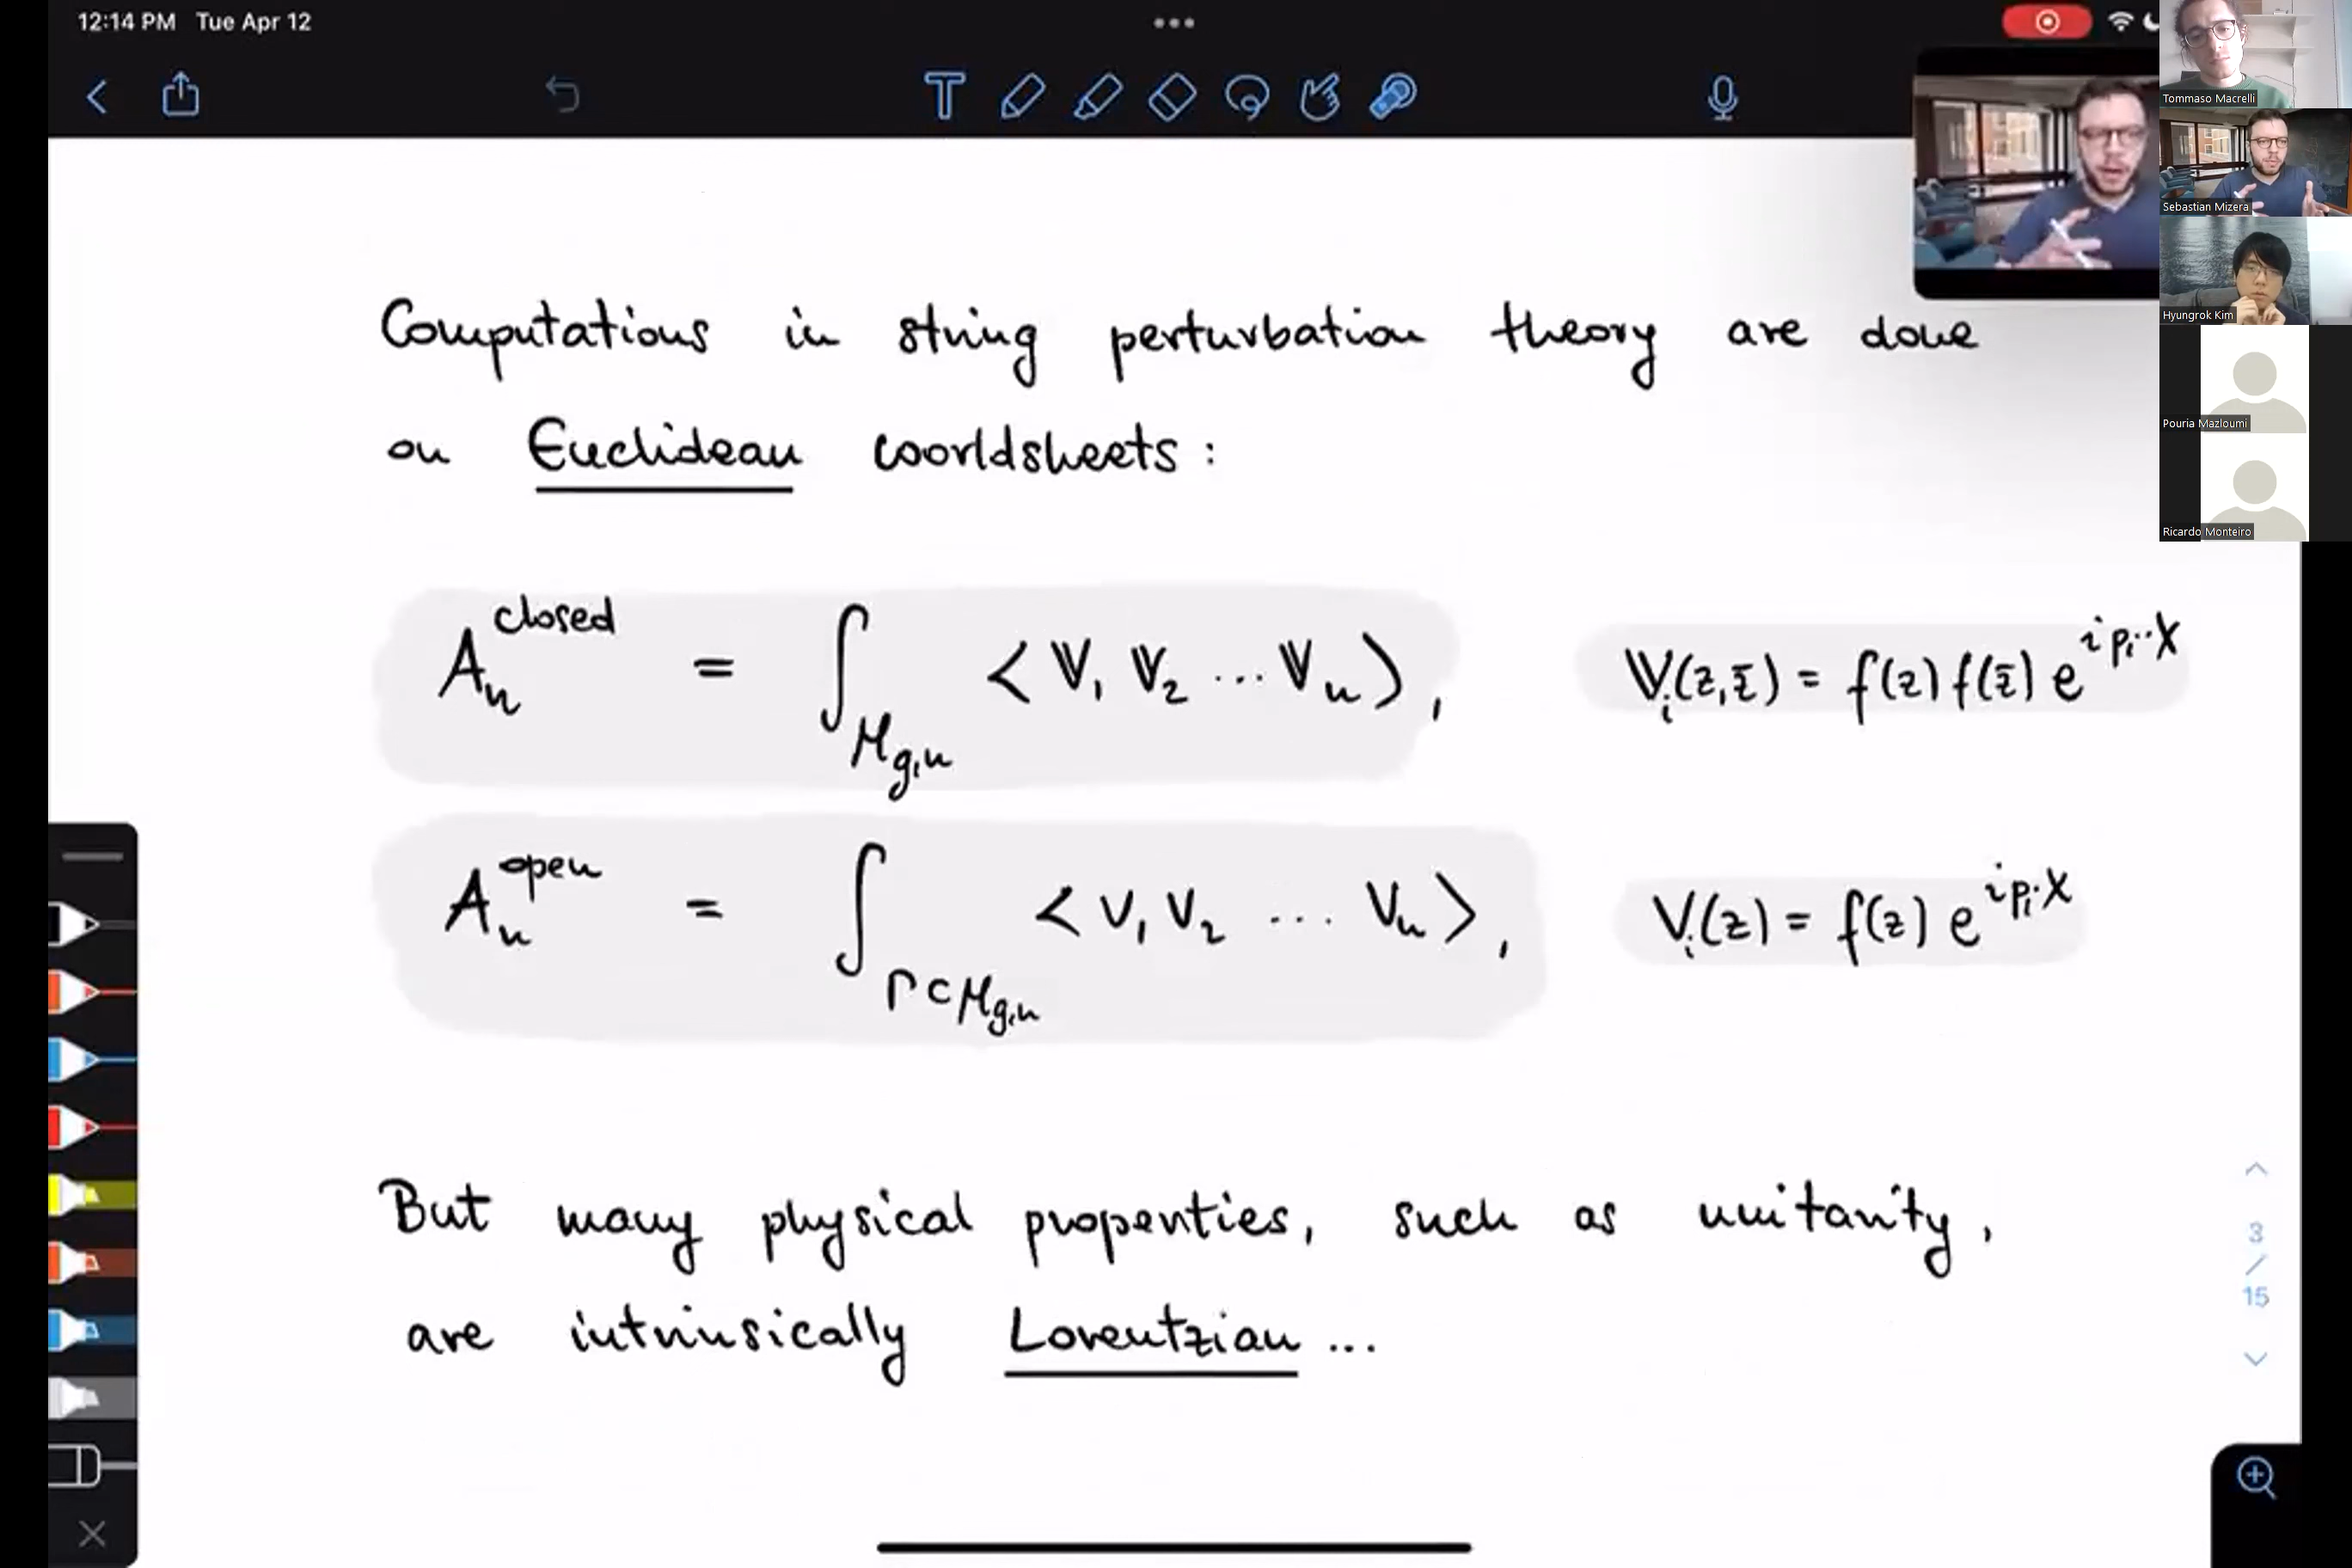 12:14 PM Tue Apr 12
Tommaso Macrelli
Sebastian Mizera
Hyungrok Kim
Pouria Mazloumi
Ricardo Monteiro
Computations in string perturbation theory are done
on Euclidean worldsheets:
A_n^closed = ∫_{M_{g,n}} < 𝕍_1 𝕍_2 ... 𝕍_n >, 𝕍_i(z, z̄) = f(z) f(z̄) e^{i p_i · X}
A_n^open = ∫_{Γ⊂M_{g,n}} < V_1 V_2 ... V_n >, V_i(z) = f(z) e^{i p_i · X}
But many physical properties, such as unitarity,
are intrinsically Lorentzian ...
3
/
15